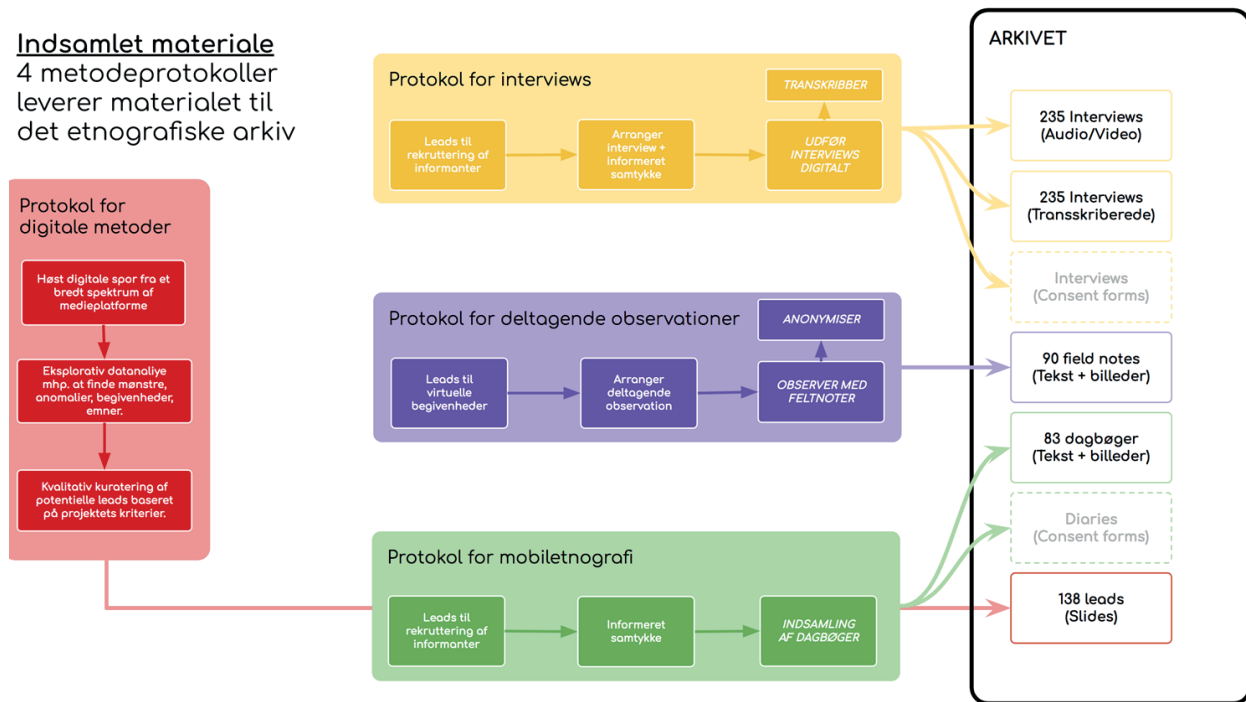 Indsamlet materiale
4 metodeprotokoller
leverer materialet til
det etnografiske arkiv
Protokol for
digitale metoder
Høst digitale spor fra et
bredt spektrum af
medieplatforme
Eksplorativ datanaliye
mhp. at finde mønstre,
anomalier, begivenheder,
emner.
Kvalitativ kuratering af
potentielle leads baseret
på projektets kriterier.
Protokol for interviews
TRANSKRIBBER
Leads til
rekruttering af
informanter
Arranger
interview +
informeret
samtykke
UDFØR
INTERVIEWS
DIGITALT
Protokol for deltagende observationer
ANONYMISER
Leads til
virtuelle
begivenheder
Arranger
deltagende
observation
OBSERVER MED
FELTNOTER
Protokol for mobiletnografi
Leads til
rekruttering af
informanter
Informeret
samtykke
INDSAMLING
AF DAGBØGER
ARKIVET
235 Interviews
(Audio/Video)
235 Interviews
(Transskriberede)
Interviews
(Consent forms)
90 field notes
(Tekst + billeder)
83 dagbøger
(Tekst + billeder)
Diaries
(Consent forms)
138 leads
(Slides)